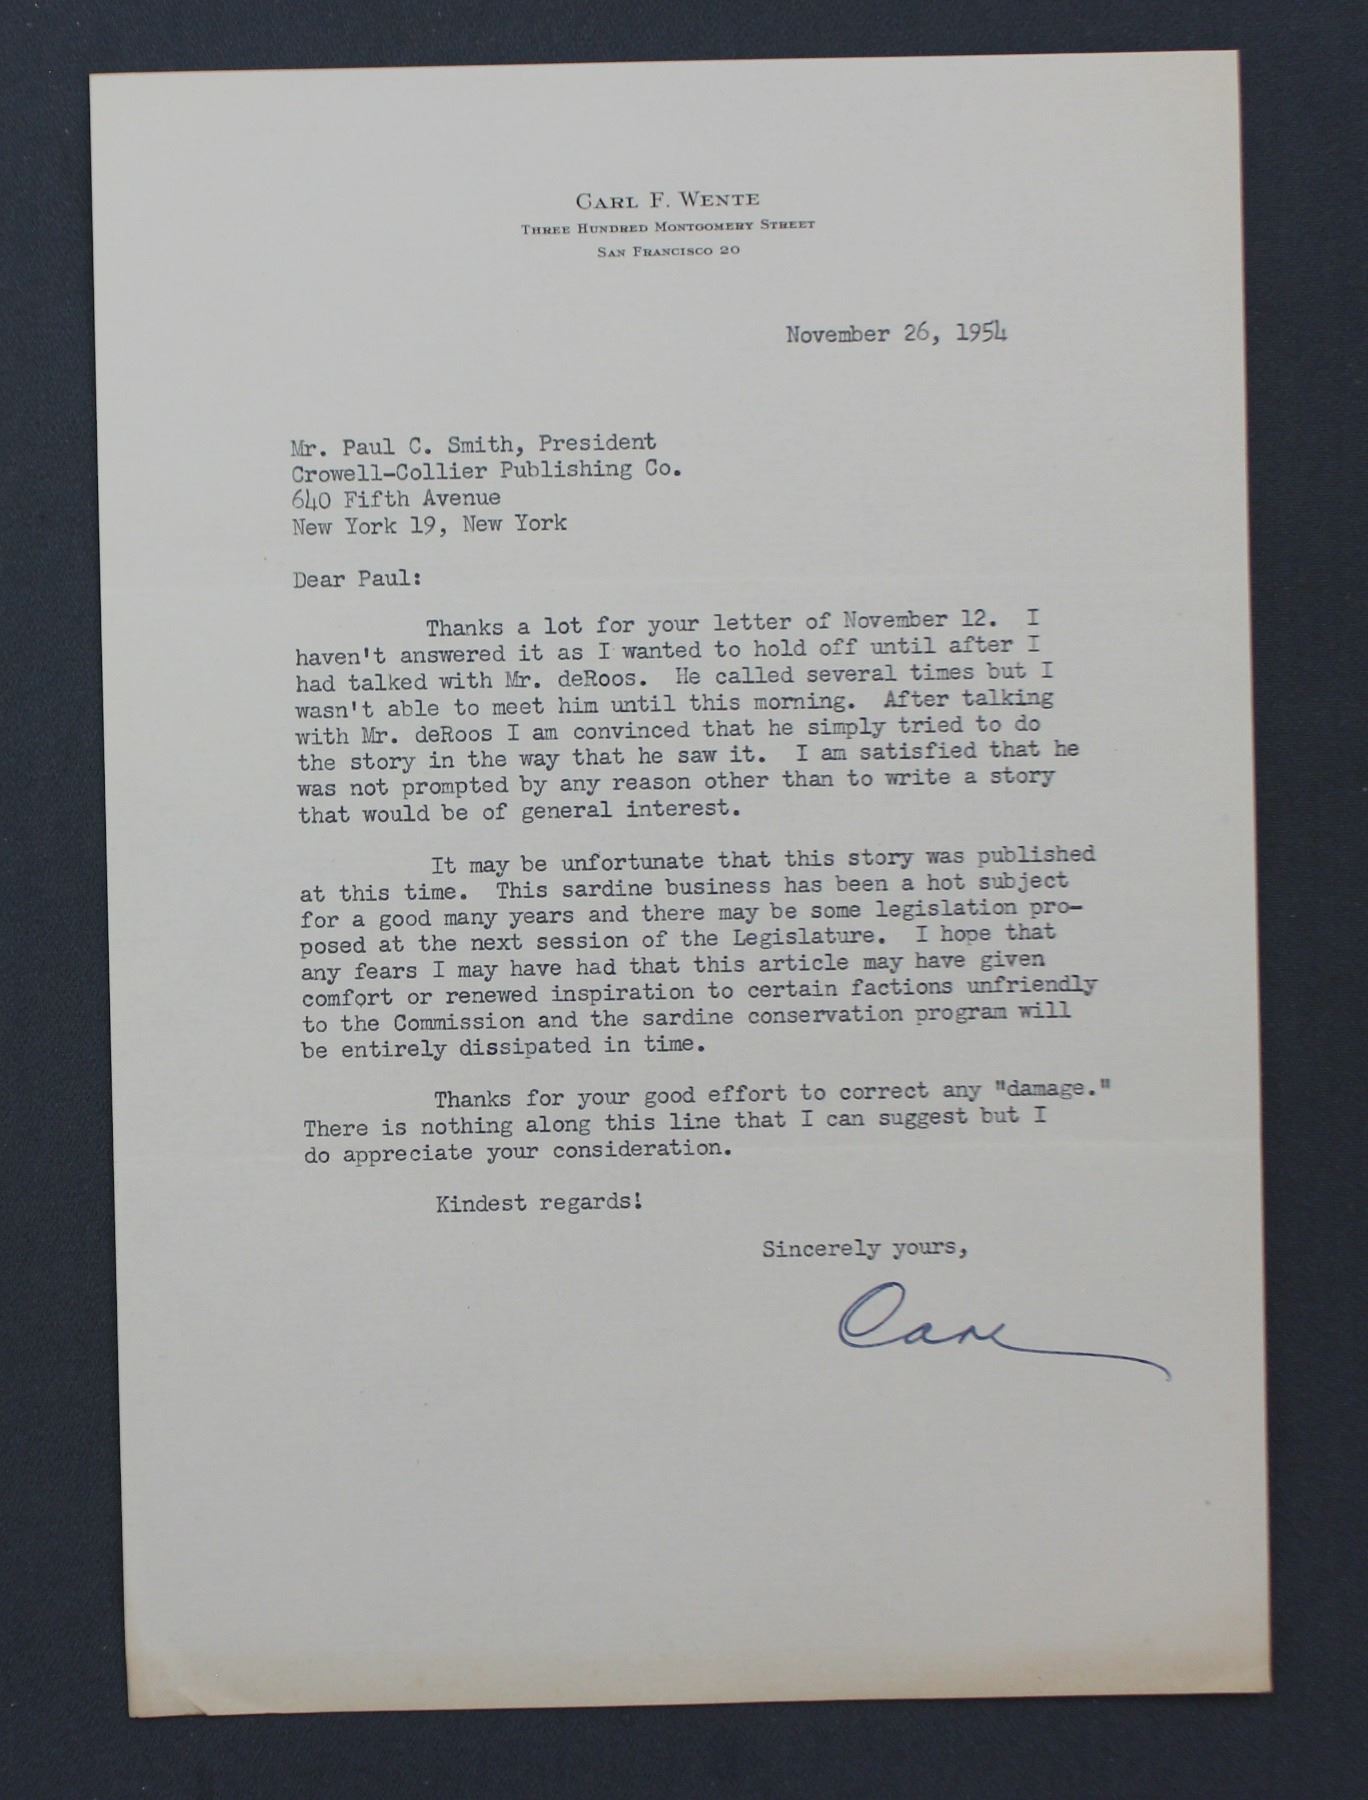 Carl F. Wente
Three Hundred Montgomery Street
San Francisco 20
November 26, 1954
Mr. Paul C. Smith, President
Crowell-Collier Publishing Co.
640 Fifth Avenue
New York 19, New York
Dear Paul:
Thanks a lot for your letter of November 12. I
haven't answered it as I wanted to hold off until after I
had talked with Mr. deRoos. He called several times but I
wasn't able to meet him until this morning. After talking
with Mr. deRoos I am convinced that he simply tried to do
the story in the way that he saw it. I am satisfied that he
was not prompted by any reason other than to write a story
that would be of general interest.
It may be unfortunate that this story was published
at this time. This sardine business has been a hot subject
for a good many years and there may be some legislation pro-
posed at the next session of the Legislature. I hope that
any fears I may have had that this article may have given
comfort or renewed inspiration to certain factions unfriendly
to the Commission and the sardine conservation program will
be entirely dissipated in time.
Thanks for your good effort to correct any "damage."
There is nothing along this line that I can suggest but I
do appreciate your consideration.
Kindest regards!
Sincerely yours,
Carl